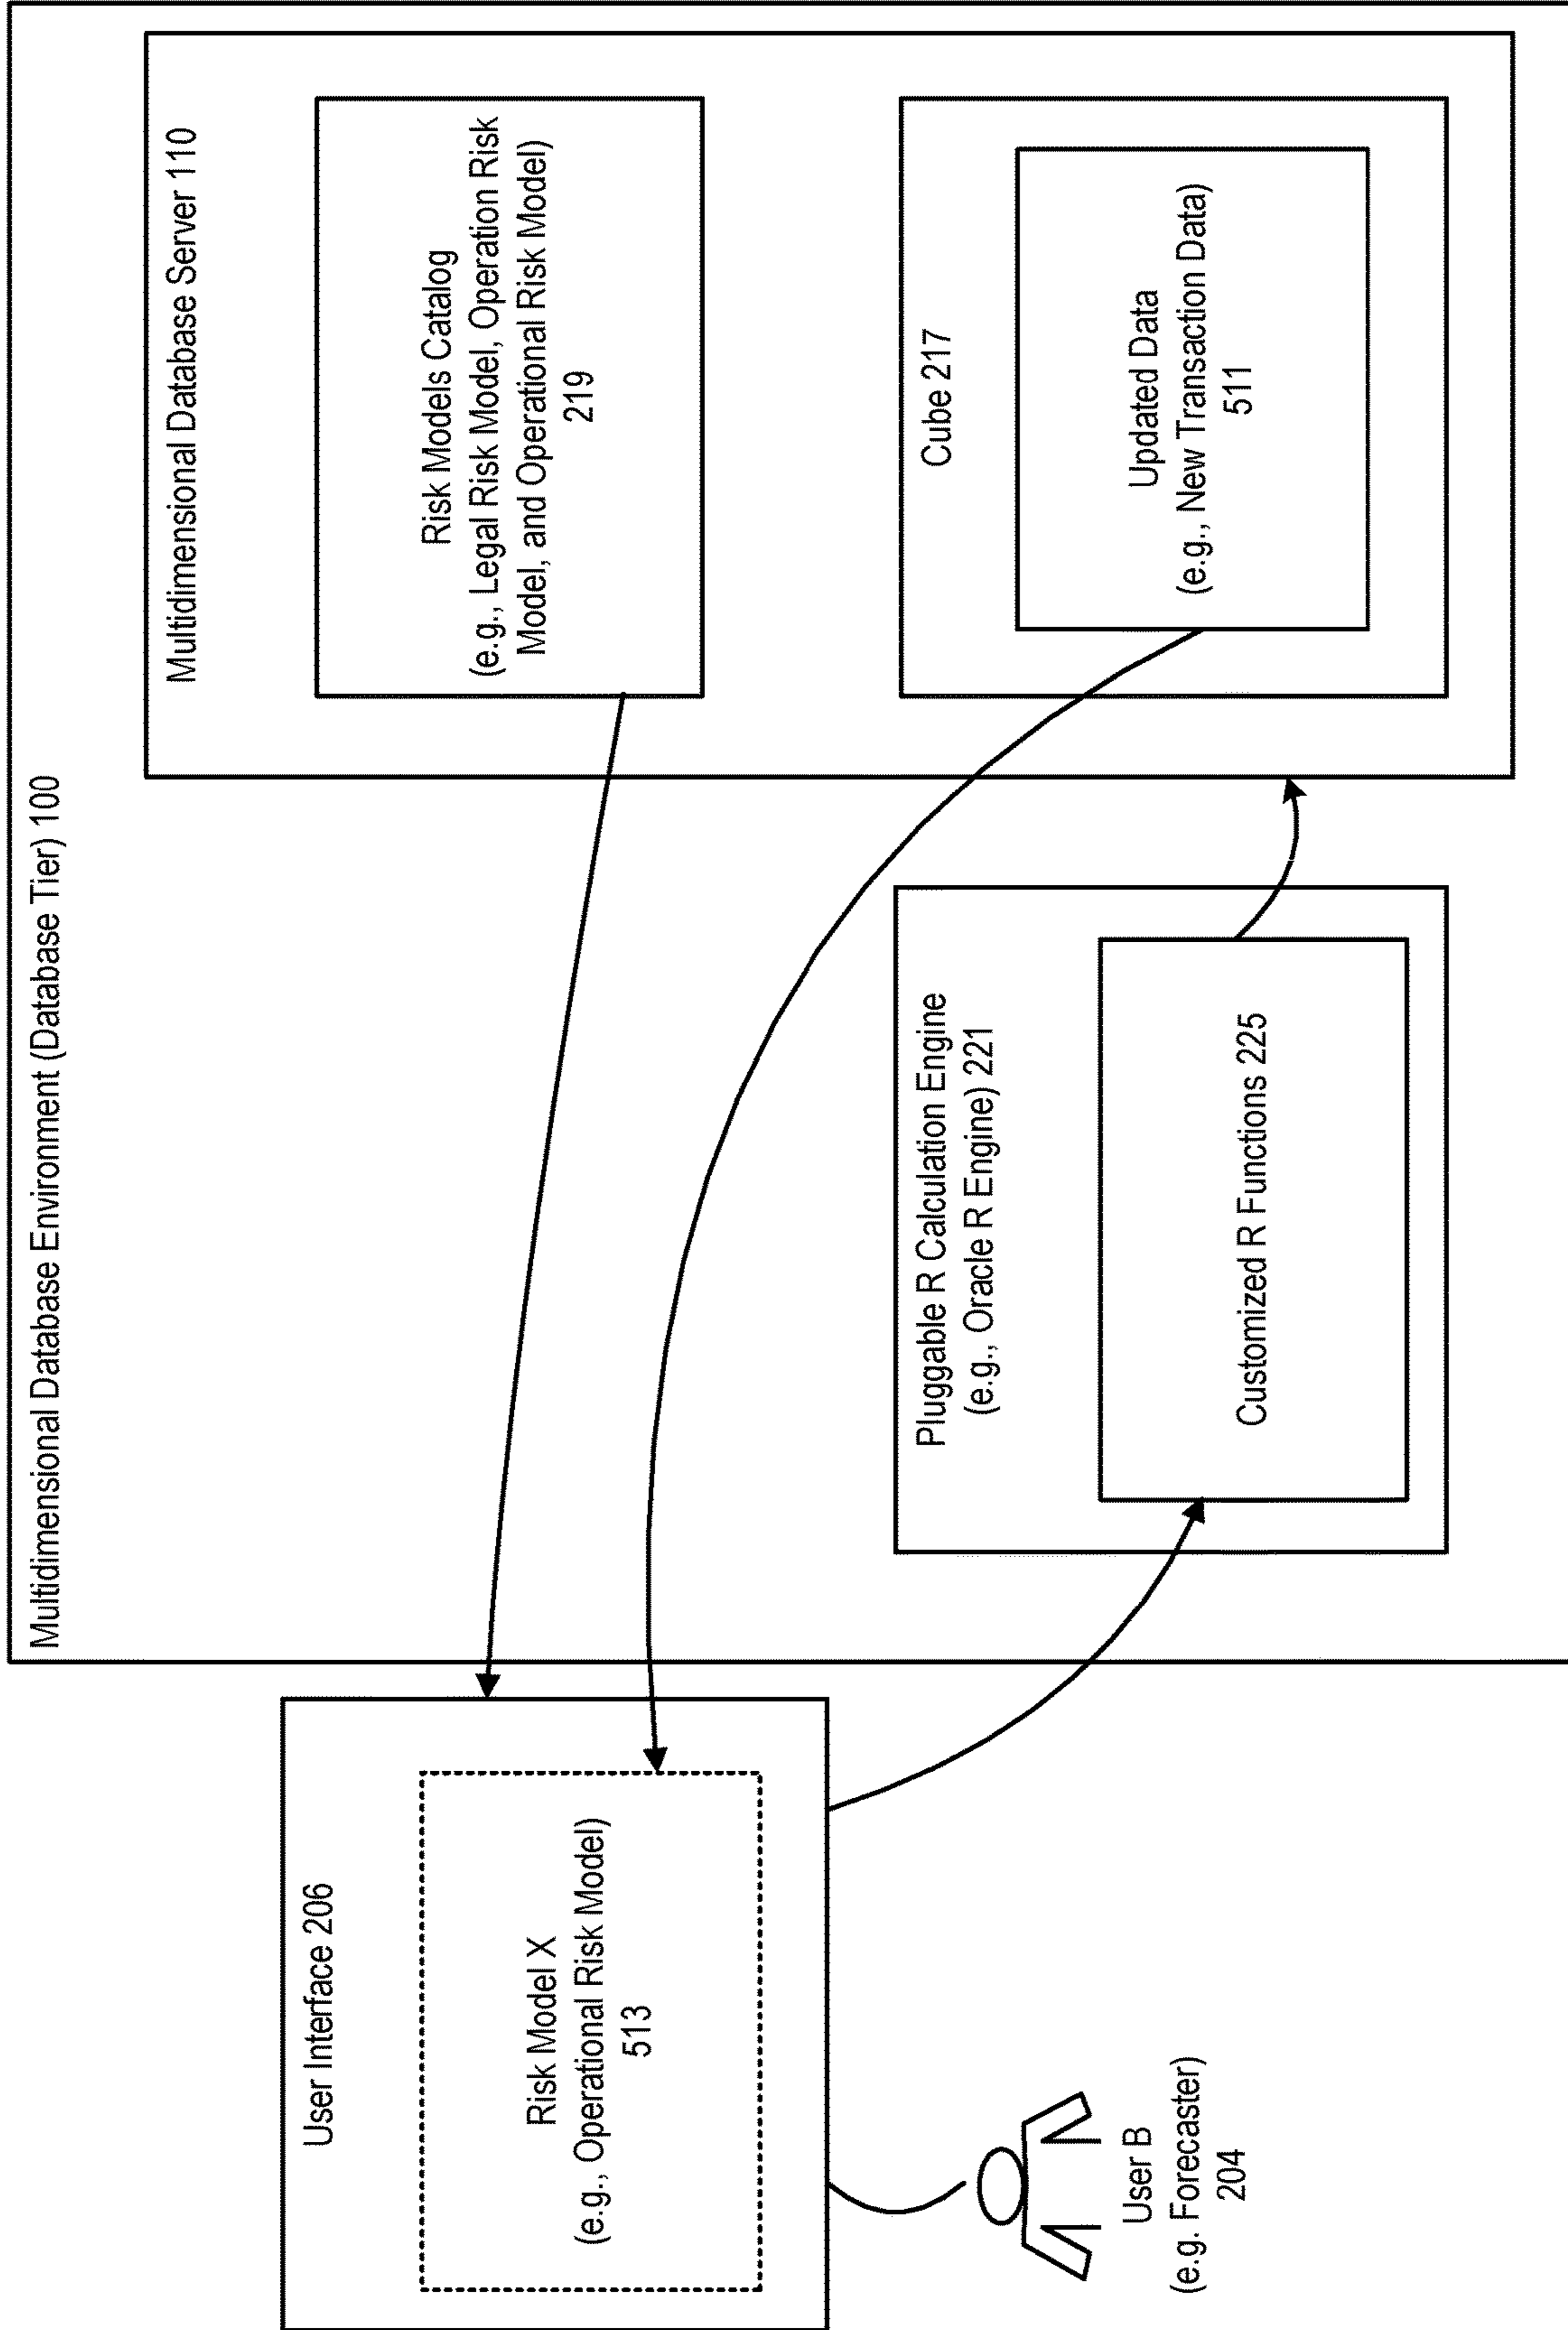 Multidimensional Database Environment (Database Tier) 100
Multidimensional Database Server 110
Risk Models Catalog
(e.g., Legal Risk Model, Operation Risk
Model, and Operational Risk Model)
219
Cube 217
Updated Data
(e.g., New Transaction Data)
511
Pluggable R Calculation Engine
(e.g., Oracle R Engine) 221
Customized R Functions 225
User Interface 206
Risk Model X
(e.g., Operational Risk Model)
513
User B
(e.g. Forecaster)
204